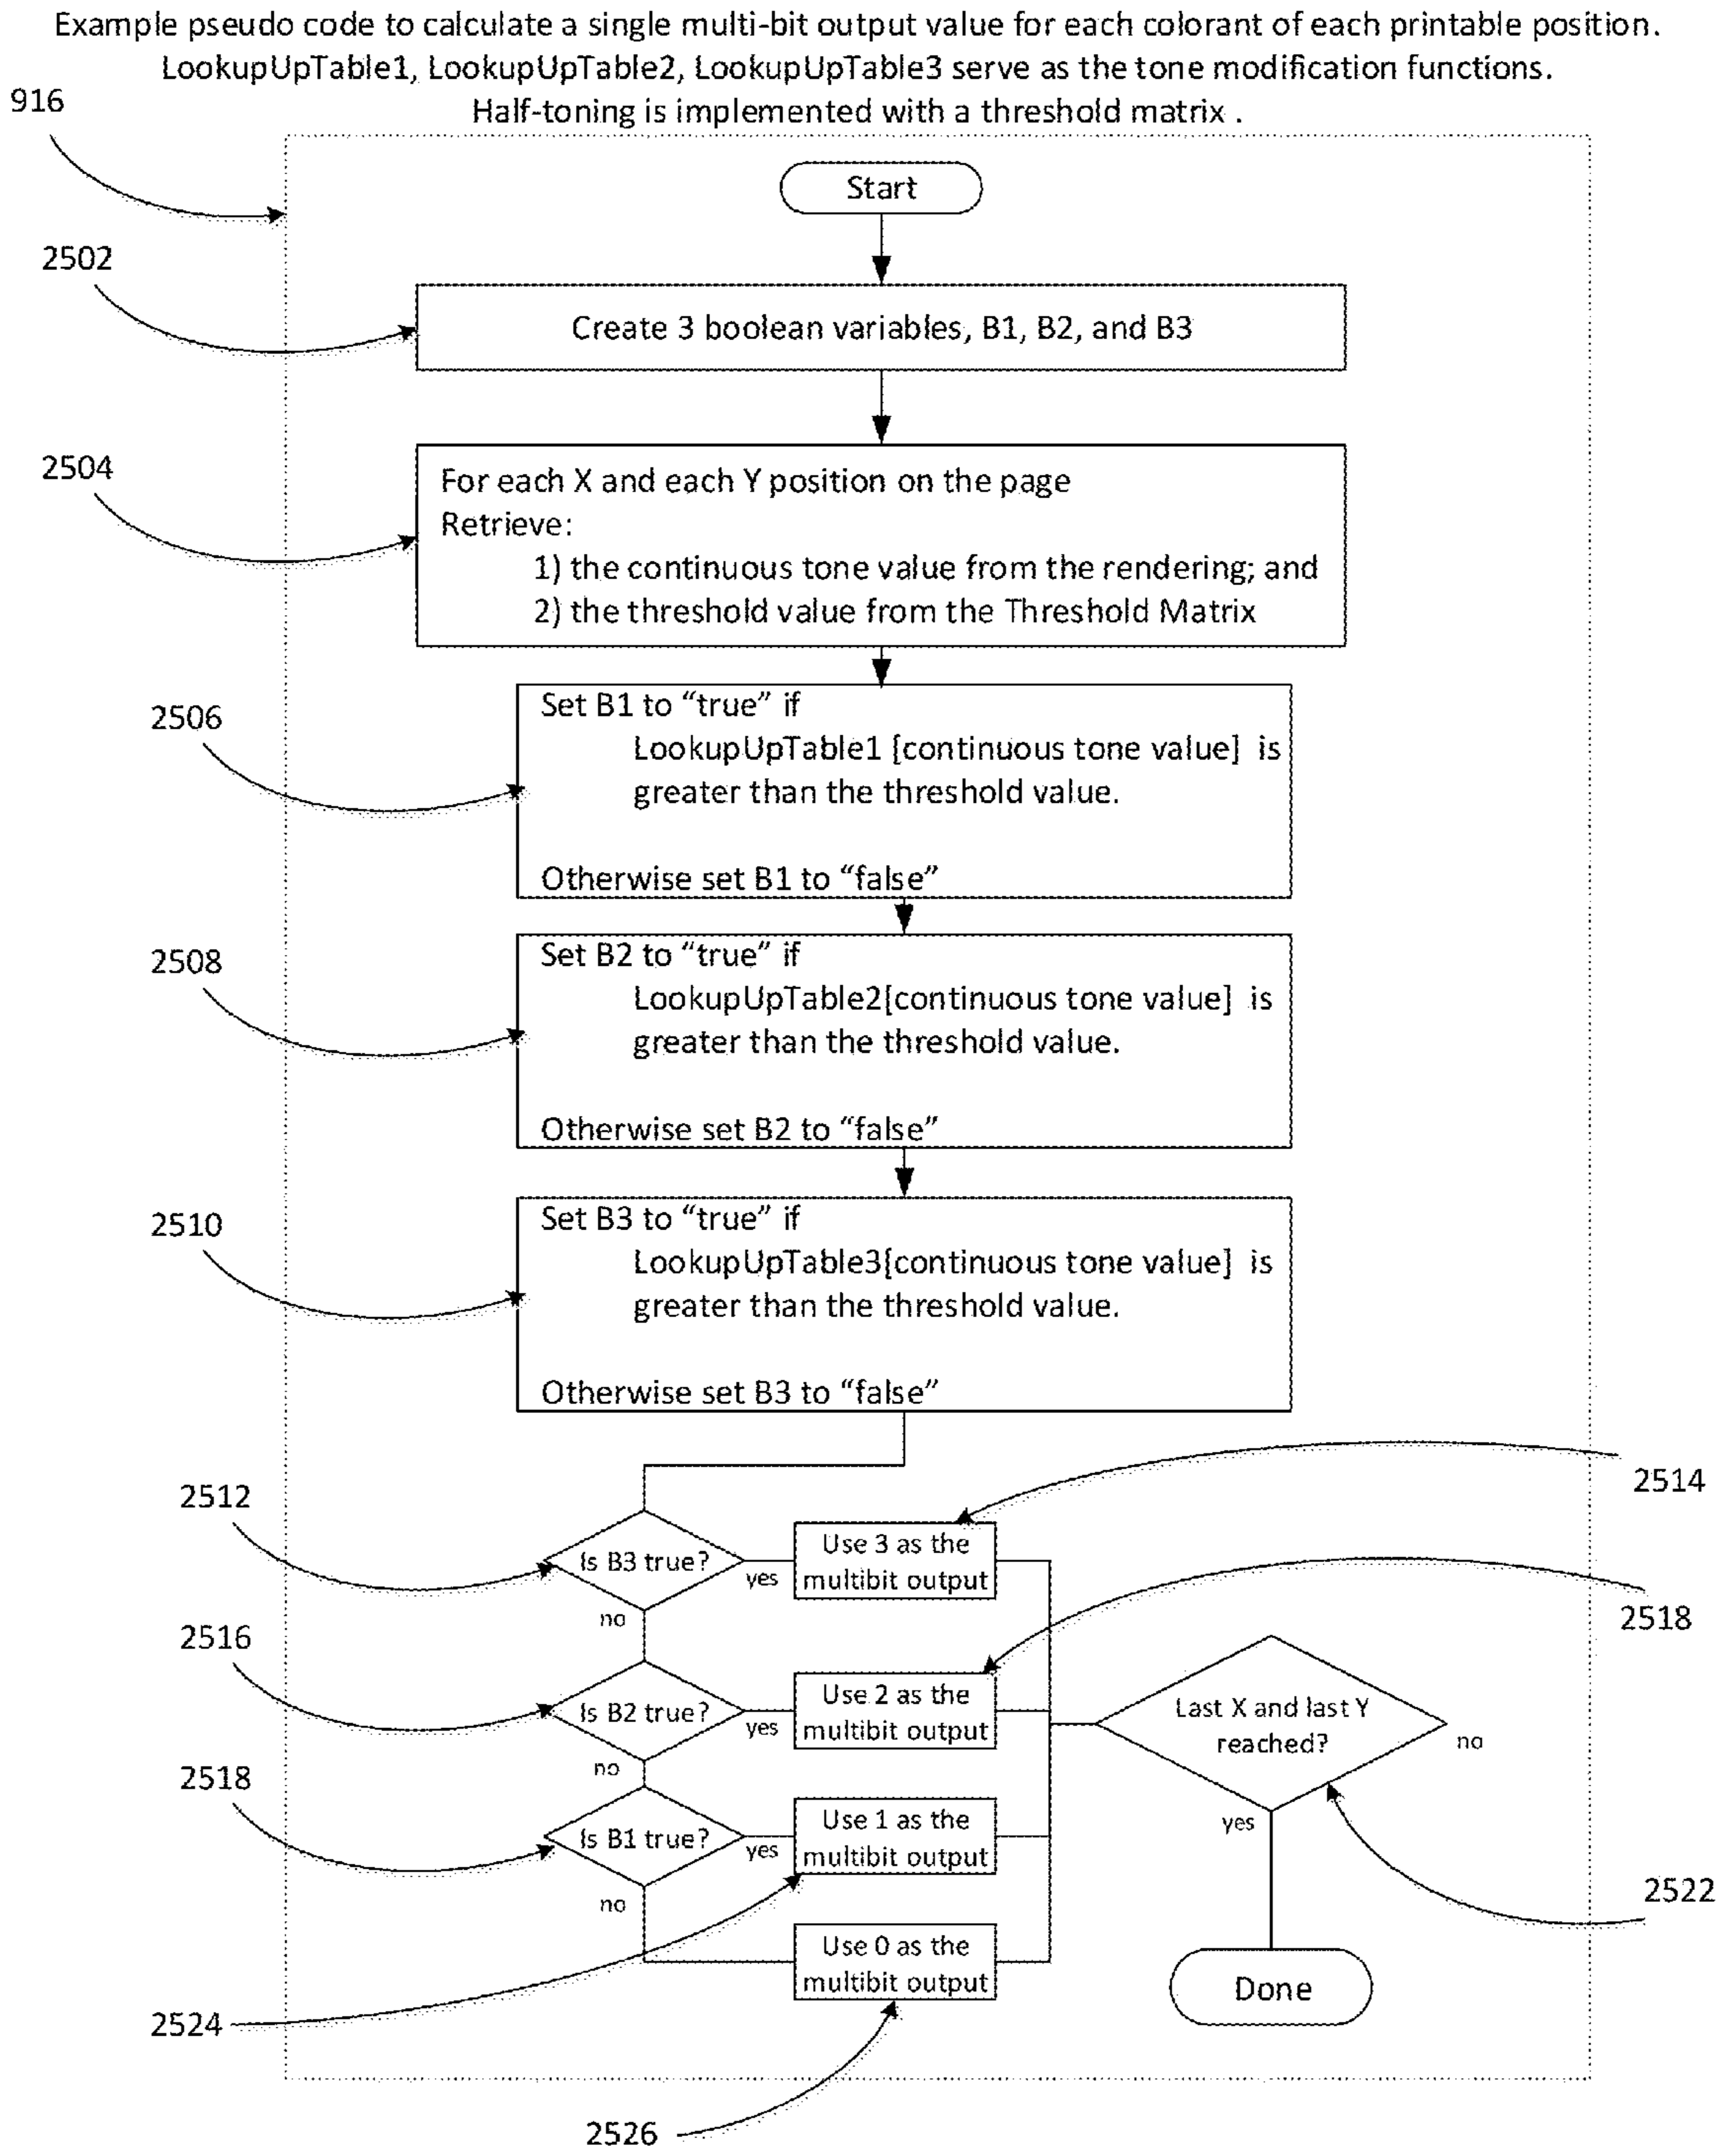 Example pseudo code to calculate a single multi-bit output value for each colorant of each printable position.
LookupUpTable1, LookupUpTable2, LookupUpTable3 serve as the tone modification functions.
Half-toning is implemented with a threshold matrix .
916
Start
2502
Create 3 boolean variables, B1, B2, and B3
2504
For each X and each Y position on the page
Retrieve:
1) the continuous tone value from the rendering; and
2) the threshold value from the Threshold Matrix
2506
Set B1 to “true” if
LookupUpTable1 [continuous tone value] is
greater than the threshold value.
Otherwise set B1 to “false”
2508
Set B2 to “true” if
LookupUpTable2[continuous tone value] is
greater than the threshold value.
Otherwise set B2 to “false”
2510
Set B3 to “true” if
LookupUpTable3[continuous tone value] is
greater than the threshold value.
Otherwise set B3 to “false”
2512
2514
Is B3 true?
yes
no
Use 3 as the
multibit output
2516
2518
Is B2 true?
yes
no
Use 2 as the
multibit output
Last X and last Y
reached?
no
yes
2518
Is B1 true?
yes
no
Use 1 as the
multibit output
2522
2524
Use 0 as the
multibit output
Done
2526